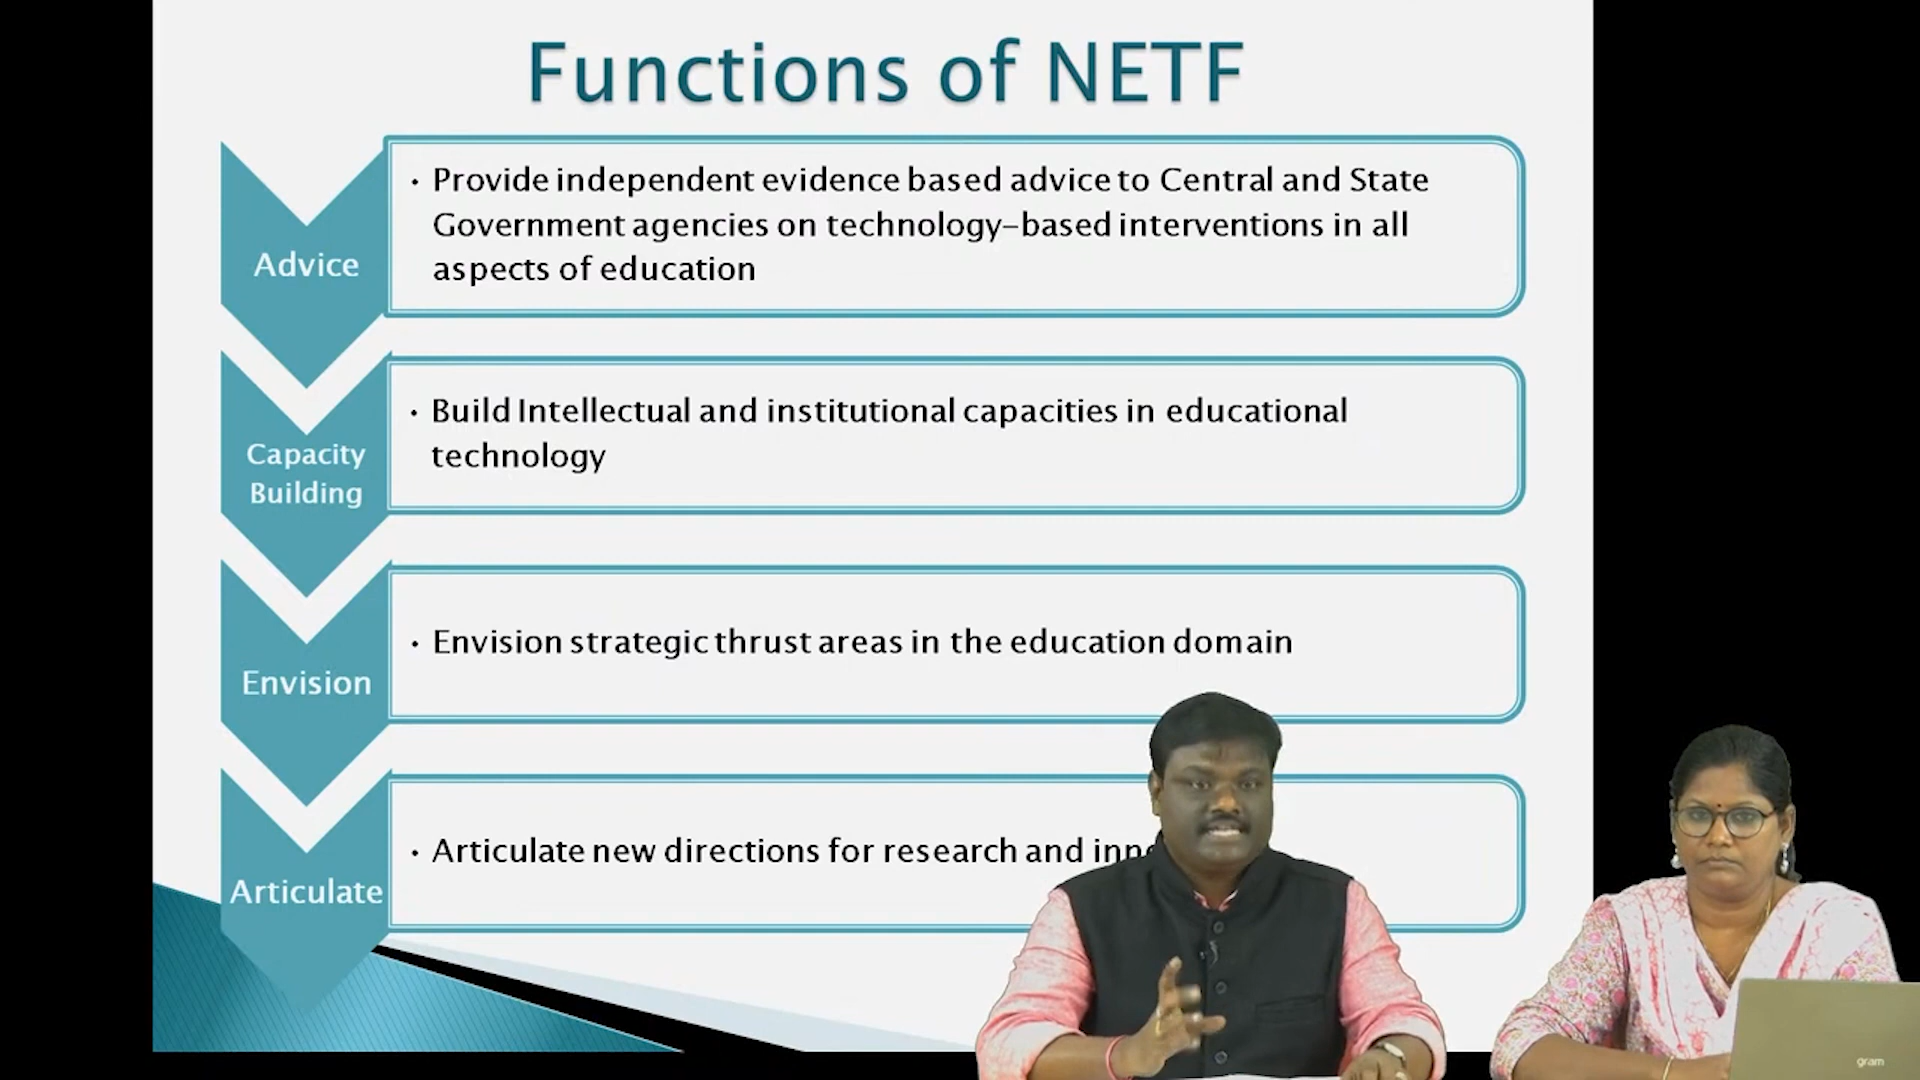 Functions of NETF
Advice
• Provide independent evidence based advice to Central and State
Government agencies on technology-based interventions in all
aspects of education
Capacity
Building
• Build Intellectual and institutional capacities in educational
technology
Envision
• Envision strategic thrust areas in the education domain
Articulate
• Articulate new directions for research and
gram